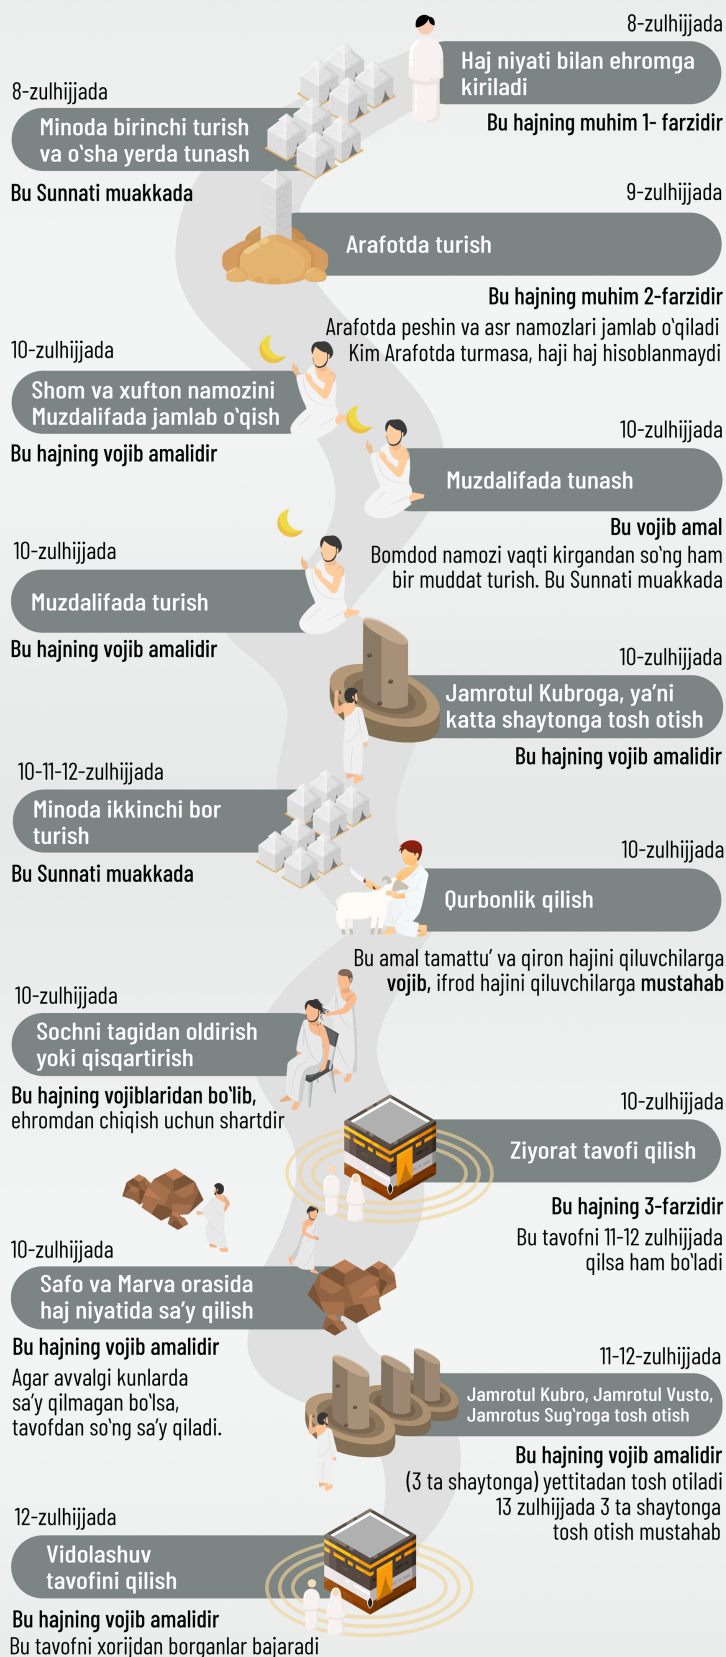 8-zulhijjada
Haj niyati bilan ehromga
kiriladi
Bu hajning muhim 1- farzidir
8-zulhijjada
Minoda birinchi turish
va o‘sha yerda tunash
Bu Sunnati muakkada
9-zulhijjada
Arafotda turish
Bu hajning muhim 2-farzidir
Arafotda peshin va asr namozlari jamlab o‘qiladi
Kim Arafotda turmasa, haji haj hisoblanmaydi
10-zulhijjada
Shom va xufton namozini
Muzdalifada jamlab o‘qish
Bu hajning vojib amalidir
10-zulhijjada
Muzdalifada tunash
Bu vojib amal
Bomdod namozi vaqti kirgandan so‘ng ham
bir muddat turish. Bu Sunnati muakkada
10-zulhijjada
Muzdalifada turish
Bu hajning vojib amalidir
10-zulhijjada
Jamrotul Kubroga, ya’ni
katta shaytonga tosh otish
Bu hajning vojib amalidir
10-11-12-zulhijjada
Minoda ikkinchi bor
turish
Bu Sunnati muakkada
10-zulhijjada
Qurbonlik qilish
Bu amal tamattu’ va qiron hajini qiluvchilarga
vojib, ifrod hajini qiluvchilarga mustahab
10-zulhijjada
Sochni tagidan oldirish
yoki qisqartirish
Bu hajning vojiblaridan bo‘lib,
ehromdan chiqish uchun shartdir
10-zulhijjada
Ziyorat tavofi qilish
Bu hajning 3-farzidir
Bu tavofni 11-12 zulhijjada
qilsa ham bo‘ladi
10-zulhijjada
Safo va Marva orasida
haj niyatida sa’y qilish
Bu hajning vojib amalidir
Agar avvalgi kunlarda
sa’y qilmagan bo‘lsa,
tavofdan so‘ng sa’y qiladi.
11-12-zulhijjada
Jamrotul Kubro, Jamrotul Vusto,
Jamrotus Sug‘roga tosh otish
Bu hajning vojib amalidir
(3 ta shaytonga) yettitadan tosh otiladi
13 zulhijjada 3 ta shaytonga
tosh otish mustahab
12-zulhijjada
Vidolashuv
tavofini qilish
Bu hajning vojib amalidir
Bu tavofni xorijdan borganlar bajaradi